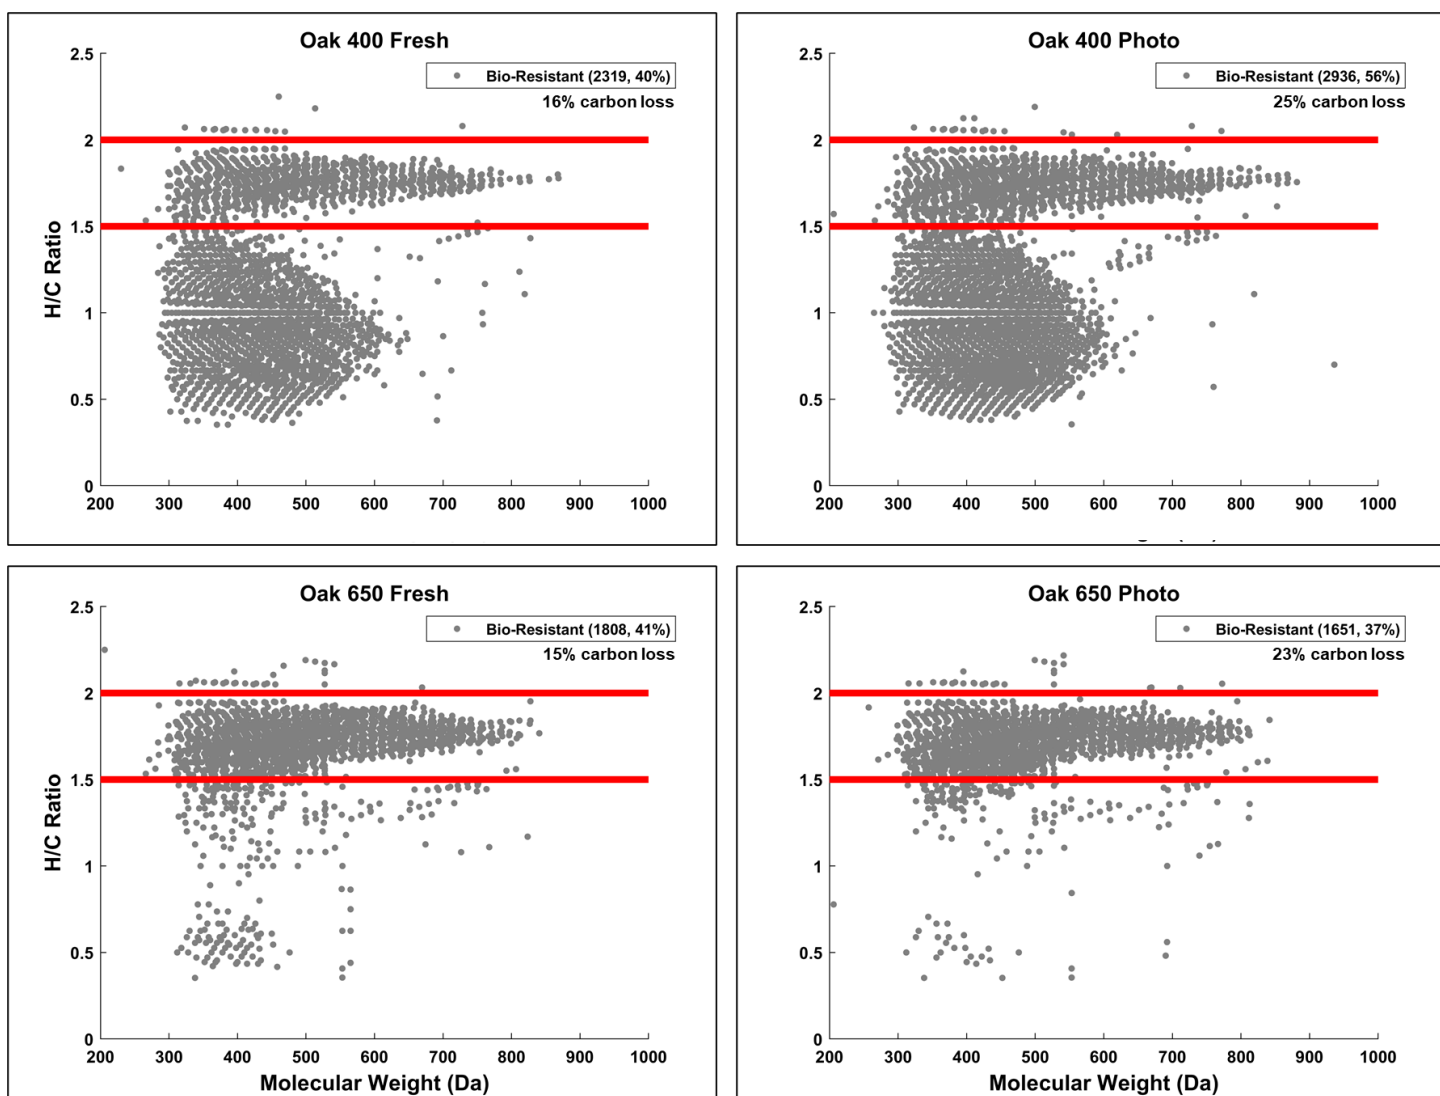 Oak 400 Fresh
2.5
Bio-Resistant (2319, 40%)
16% carbon loss
2
1.5
H/C Ratio
1
0.5
0
200 300 400 500 600 700 800 900 1000
Oak 400 Photo
2.5
Bio-Resistant (2936, 56%)
25% carbon loss
2
1.5
1
0.5
0
200 300 400 500 600 700 800 900 1000
Oak 650 Fresh
2.5
Bio-Resistant (1808, 41%)
15% carbon loss
2
1.5
H/C Ratio
1
0.5
0
200 300 400 500 600 700 800 900 1000
Molecular Weight (Da)
Oak 650 Photo
2.5
Bio-Resistant (1651, 37%)
23% carbon loss
2
1.5
1
0.5
0
200 300 400 500 600 700 800 900 1000
Molecular Weight (Da)